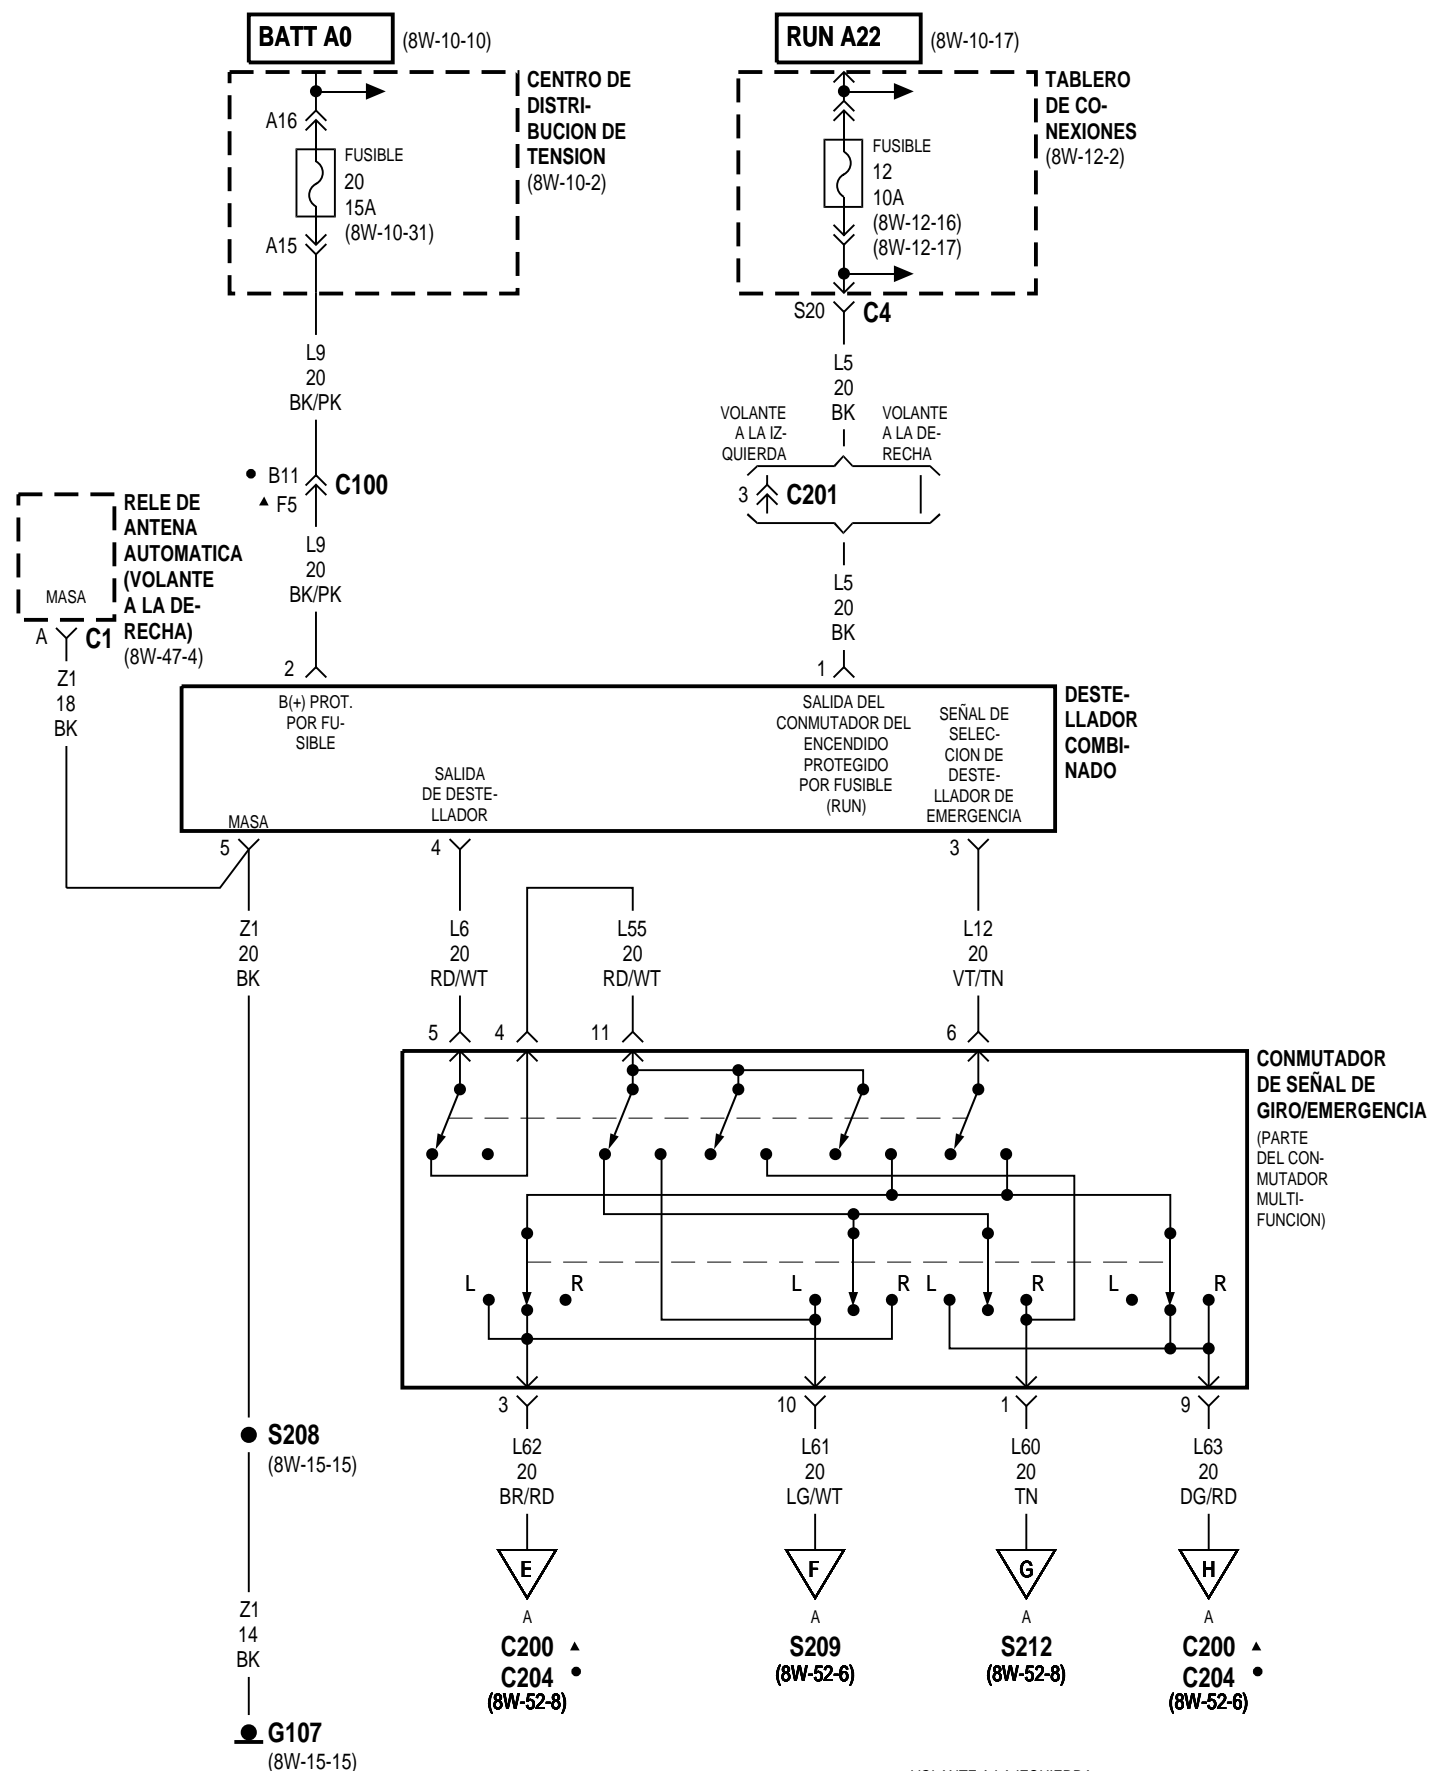 BATT A0
(8W-10-10)
RUN A22
(8W-10-17)
CENTRO DE
DISTRI-
BUCION DE
TENSION
(8W-10-2)
A16
FUSIBLE
20
15A
(8W-10-31)
A15
TABLERO
DE CO-
NEXIONES
(8W-12-2)
FUSIBLE
12
10A
(8W-12-16)
(8W-12-17)
S20
C4
L9
20
BK/PK
L5
20
BK
VOLANTE
A LA IZ-
QUIERDA
VOLANTE
A LA DE-
RECHA
B11
F5
C100
3
C201
RELE DE
ANTENA
AUTOMATICA
(VOLANTE
A LA DE-
RECHA)
(8W-47-4)
MASA
A
C1
L9
20
BK/PK
L5
20
BK
Z1
18
BK
2
1
B(+) PROT.
POR FU-
SIBLE
SALIDA DEL
CONMUTADOR DEL
ENCENDIDO
PROTEGIDO
POR FUSIBLE
(RUN)
SEÑAL DE
SELEC-
CION DE
DESTE-
LLADOR DE
EMERGENCIA
DESTE-
LLADOR
COMBI-
NADO
SALIDA
DE DESTE-
LLADOR
MASA
5
4
3
Z1
20
BK
L6
20
RD/WT
L55
20
RD/WT
L12
20
VT/TN
5
4
11
6
CONMUTADOR
DE SEÑAL DE
GIRO/EMERGENCIA
(PARTE
DEL CON-
MUTADOR
MULTI-
FUNCION)
L
R
L
R
L
R
L
R
3
10
1
9
S208
(8W-15-15)
L62
20
BR/RD
L61
20
LG/WT
L60
20
TN
L63
20
DG/RD
E
F
G
H
A
A
A
A
Z1
14
BK
C200
C204
(8W-52-8)
S209
(8W-52-6)
S212
(8W-52-8)
C200
C204
(8W-52-6)
G107
(8W-15-15)